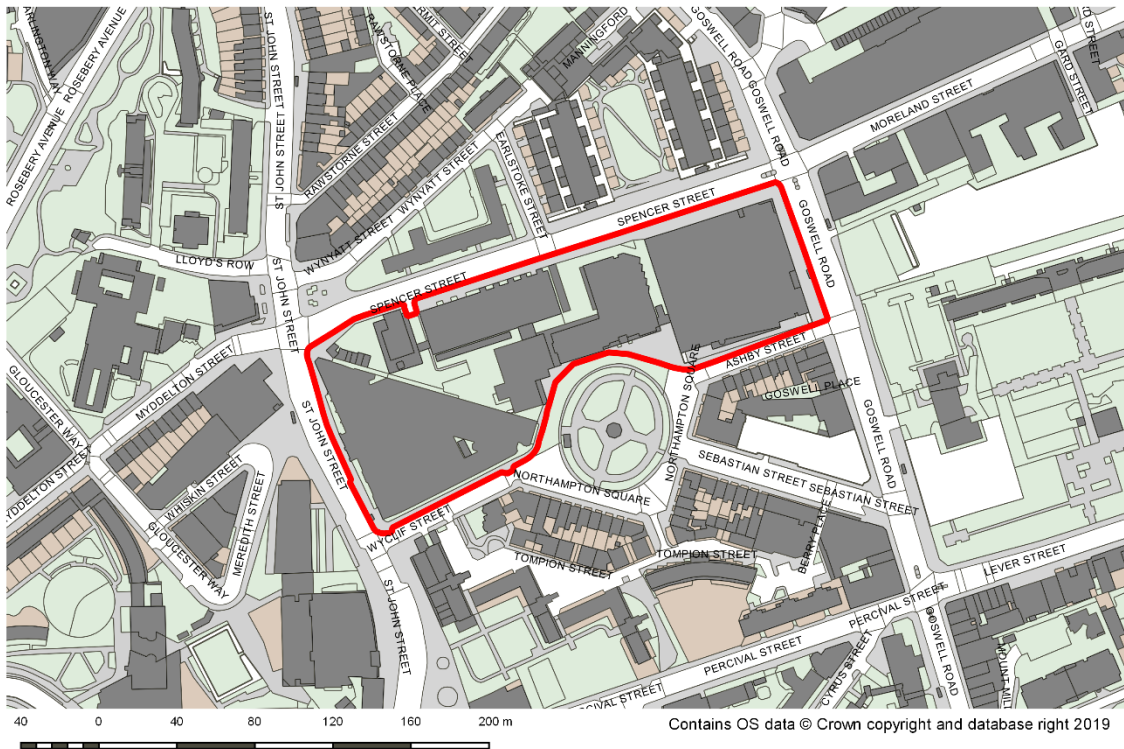 ROSEBERY AVENUE
ROSEBERY AVENUE
ST JOHN STREET
ST JOHN STREET
RAWSTORNE PLACE
RAWSTORNE STREET
MANNINGFORD
GOSWELL ROAD
GOSWELL ROAD
GARD STREET
MORELAND STREET
EARLSTOKE STREET
WYNYATT STREET
WYNYATT STREET
SPENCER STREET
GOSWELL ROAD
LLOYD'S ROW
ST JOHN STREET
SPENCER STREET
MYDDELTON STREET
GLOUCESTER WAY
ASHBY STREET
NORTHAMPTON SQUARE
GOSWELL PLACE
GOSWELL ROAD
ST JOHN STREET
WHISKIN STREET
MEREDITH STREET
GLOUCESTER WAY
SEBASTIAN STREET
SEBASTIAN STREET
NORTHAMPTON SQUARE
WYCLIF STREET
TOMPION STREET
TOMPION STREET
BERRY PLACE
LEVER STREET
ST JOHN STREET
PERCIVAL STREET
PERCIVAL STREET
GOSWELL ROAD
CYRUS STREET
40 0 40 80 120 160 200 m
Contains OS data © Crown copyright and database right 2019